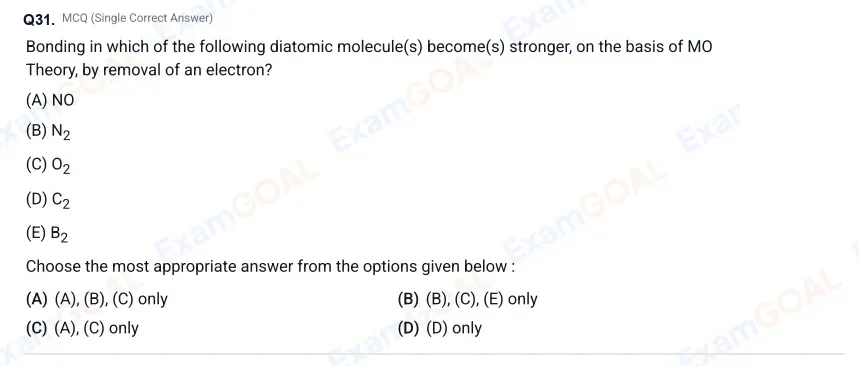 Q31. MCQ (Single Correct Answer)
Bonding in which of the following diatomic molecule(s) become(s) stronger, on the basis of MO
Theory, by removal of an electron?
(A) NO
(B) N₂
(C) O₂
(D) C₂
(E) B₂
Choose the most appropriate answer from the options given below :
(A) (A), (B), (C) only
(B) (B), (C), (E) only
(C) (A), (C) only
(D) (D) only
ExamGOAL